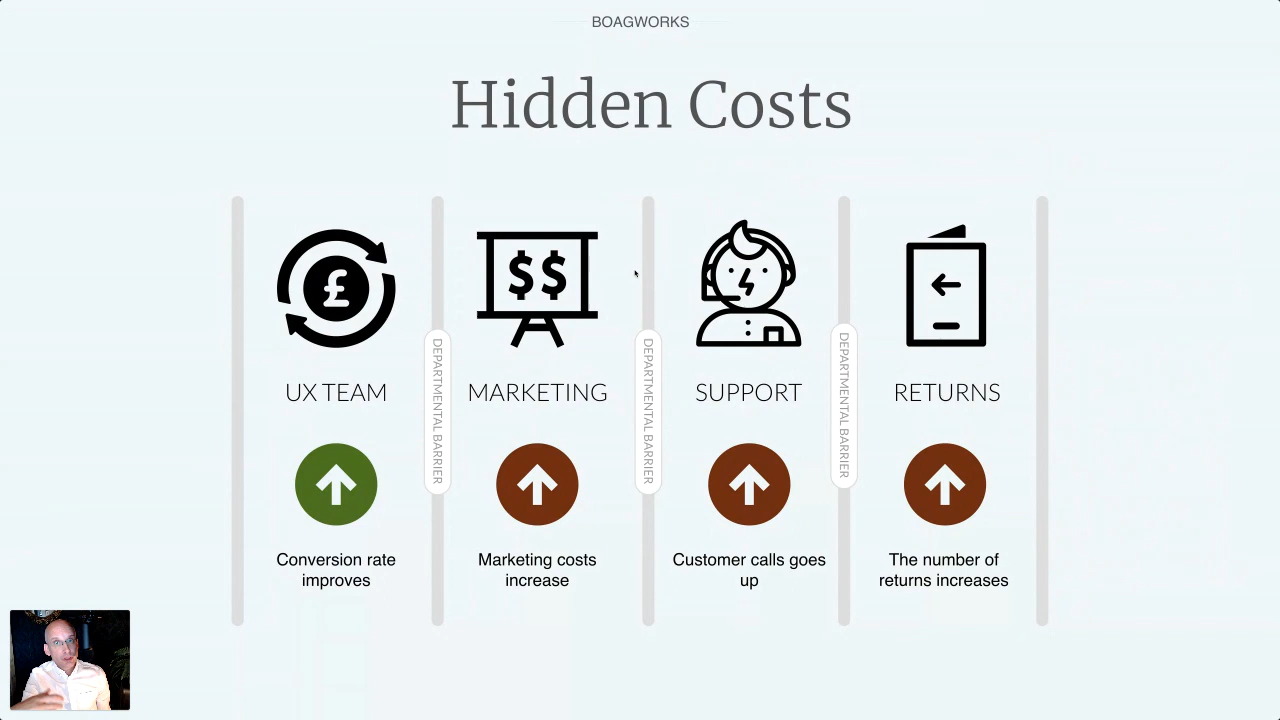 BOAGWORKS
Hidden Costs
£
$$
UX TEAM
MARKETING
SUPPORT
RETURNS
DEPARTMENTAL BARRIER
DEPARTMENTAL BARRIER
DEPARTMENTAL BARRIER
Conversion rate
improves
Marketing costs
increase
Customer calls goes
up
The number of
returns increases